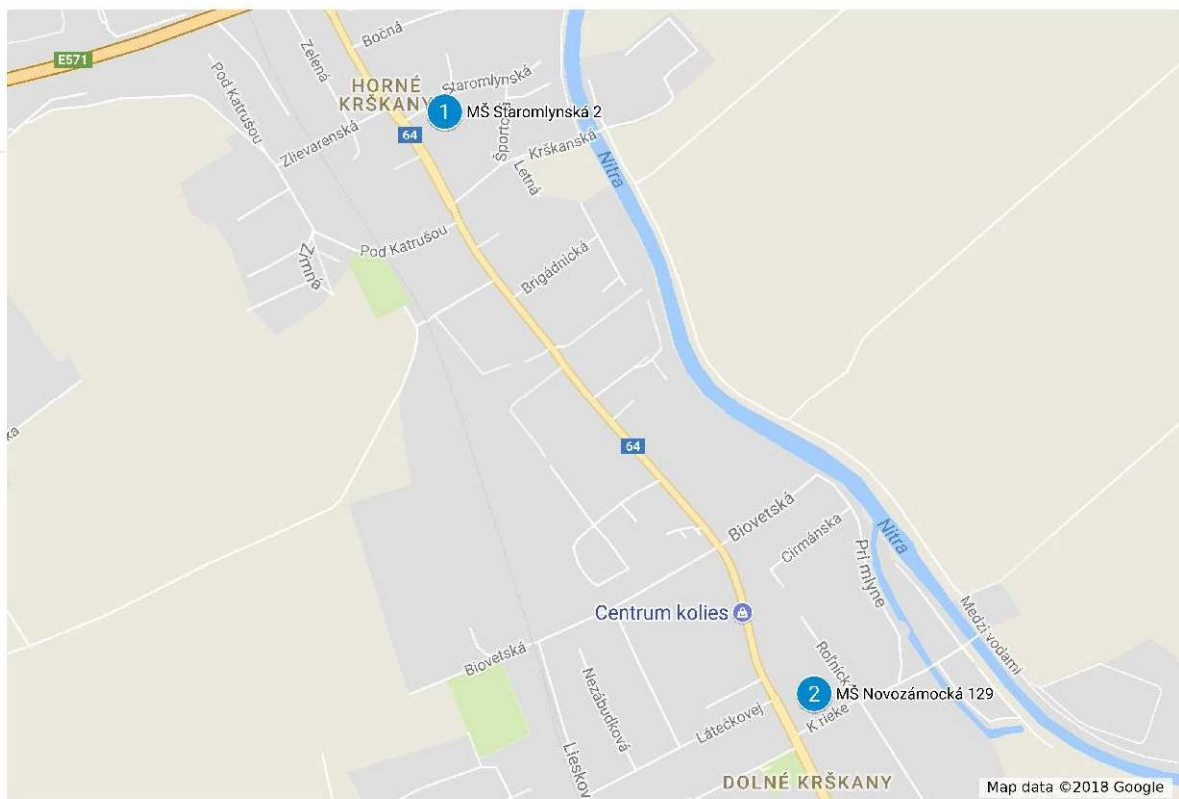 E571
Bočná
Zelená
Pod Katrušou
HORNÉ
KRŠKANY
Staromlynská
1
MŠ Staromlynská 2
64
Zlievarenská
Krškanská
Letná
Nitra
Pod Katrušou
Zimná
Brigádnická
64
Biovetská
Cirmánska
Nitra
Pri mlyne
Centrum kolies
Medzi vodami
Biovetská
Nezábudková
2
MŠ Novozámocká 129
Látečkovej
K rieke
Lieskov
DOLNÉ KRŠKANY
Map data ©2018 Google